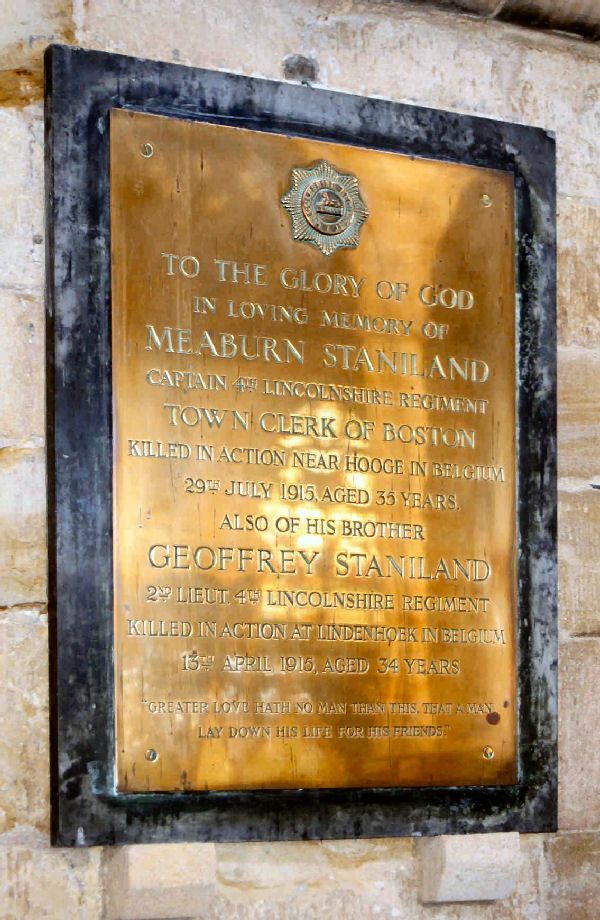 TO THE GLORY OF GOD
IN LOVING MEMORY OF
MEABURN STANILAND
CAPTAIN 4TH LINCOLNSHIRE REGIMENT
TOWN CLERK OF BOSTON
KILLED IN ACTION NEAR HOOGE IN BELGIUM
29TH JULY 1915, AGED 35 YEARS.
ALSO OF HIS BROTHER
GEOFFREY STANILAND
2ND LIEUT. 4TH LINCOLNSHIRE REGIMENT
KILLED IN ACTION AT LINDENHOEK IN BELGIUM
13TH APRIL 1915, AGED 34 YEARS
"GREATER LOVE HATH NO MAN THAN THIS, THAT A MAN
LAY DOWN HIS LIFE FOR HIS FRIENDS."